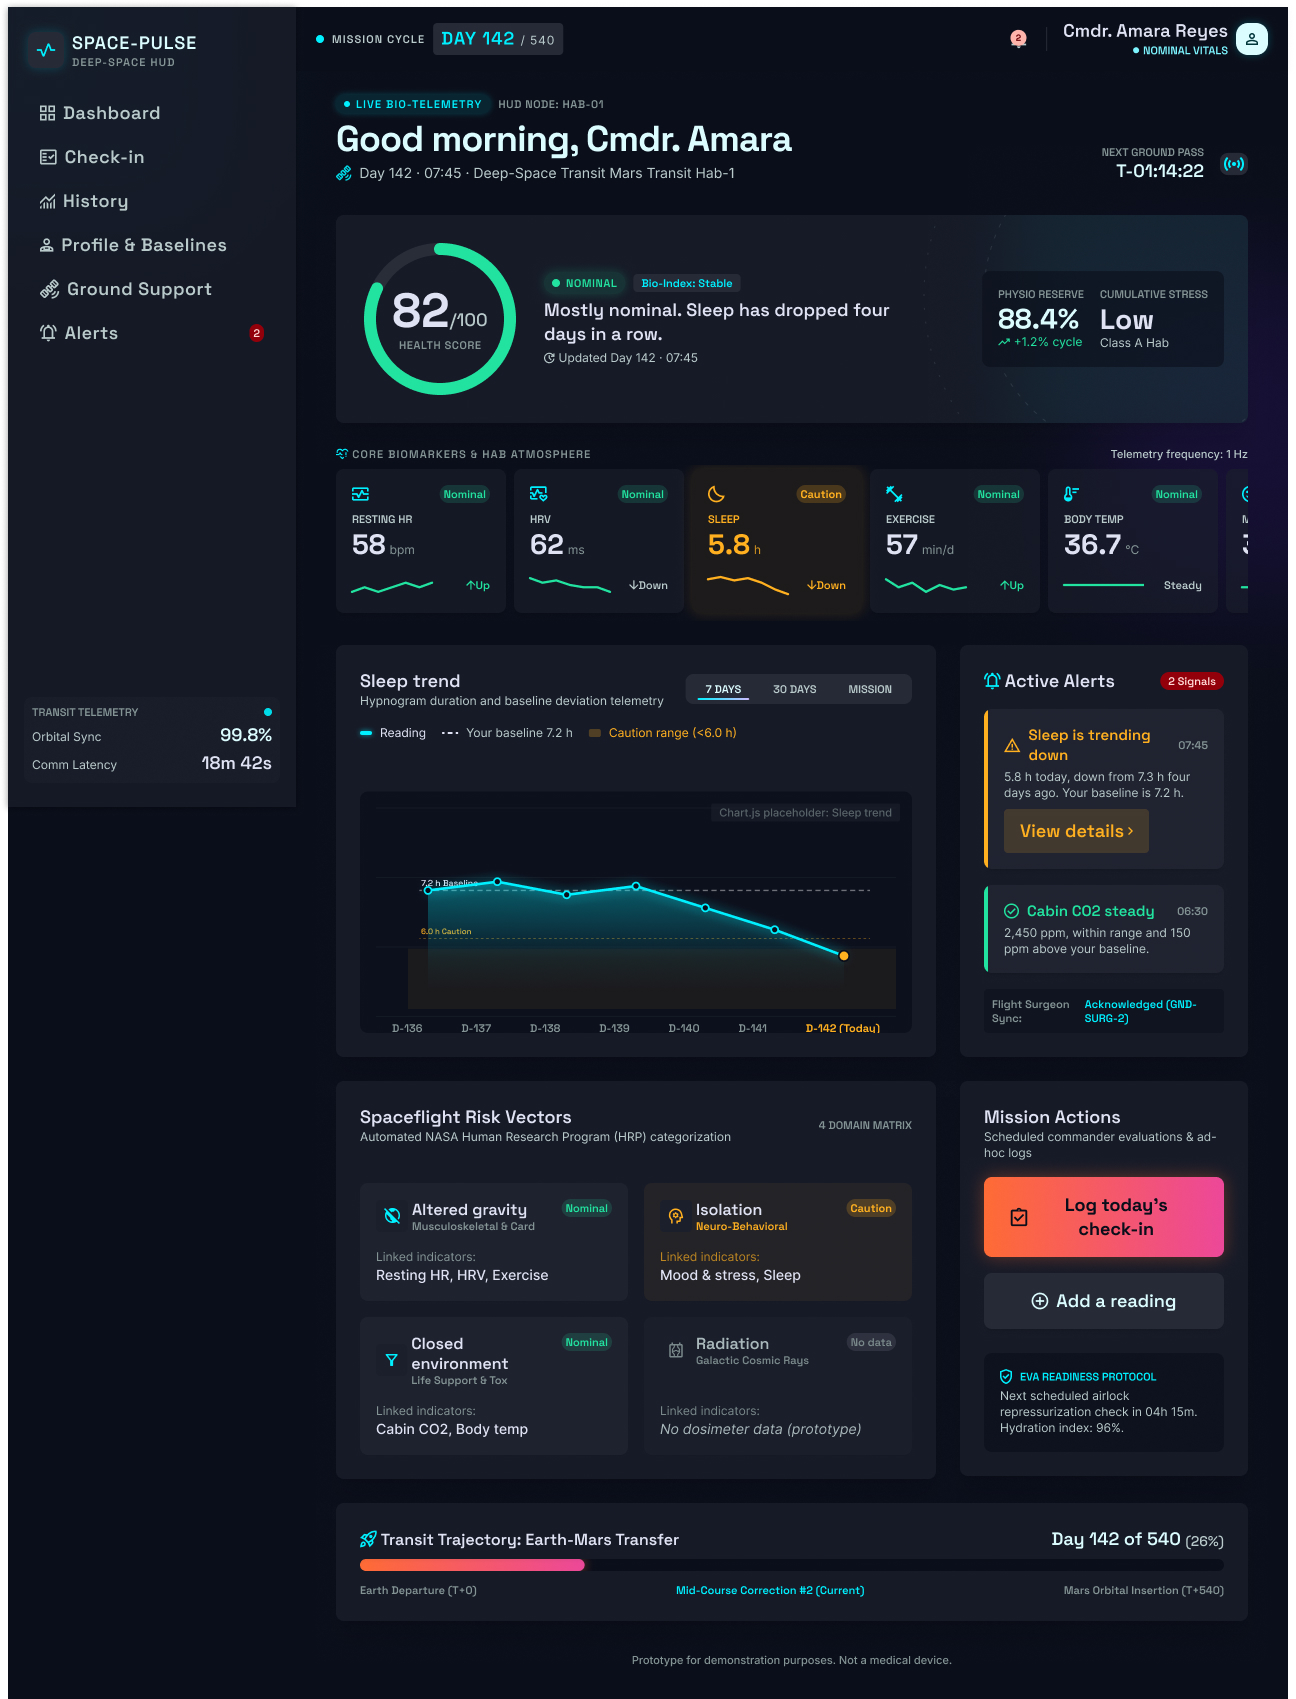 SPACE-PULSE
DEEP-SPACE HUD
Dashboard
Check-in
History
Profile & Baselines
Ground Support
Alerts 2
TRANSIT TELEMETRY
Orbital Sync 99.8%
Comm Latency 18m 42s
MISSION CYCLE DAY 142 / 540
2
Cmdr. Amara Reyes
NOMINAL VITALS
LIVE BIO-TELEMETRY HUD NODE: HAB-01
Good morning, Cmdr. Amara
Day 142 · 07:45 · Deep-Space Transit Mars Transit Hab-1
NEXT GROUND PASS
T-01:14:22
82/100
HEALTH SCORE
NOMINAL Bio-Index: Stable
Mostly nominal. Sleep has dropped four
days in a row.
Updated Day 142 · 07:45
PHYSIO RESERVE
88.4%
+1.2% cycle
CUMULATIVE STRESS
Low
Class A Hab
CORE BIOMARKERS & HAB ATMOSPHERE
Telemetry frequency: 1 Hz
Nominal
RESTING HR
58 bpm
↑Up
Nominal
HRV
62 ms
↓Down
Caution
SLEEP
5.8 h
↓Down
Nominal
EXERCISE
57 min/d
↑Up
Nominal
BODY TEMP
36.7 °C
Steady
Sleep trend
Hypnogram duration and baseline deviation telemetry
7 DAYS 30 DAYS MISSION
Reading Your baseline 7.2 h Caution range (<6.0 h)
Chart.js placeholder: Sleep trend
7.2 h Baseline
6.0 h Caution
D-136 D-137 D-138 D-139 D-140 D-141 D-142 (Today)
Active Alerts 2 Signals
Sleep is trending
down
07:45
5.8 h today, down from 7.3 h four
days ago. Your baseline is 7.2 h.
View details ›
Cabin CO2 steady 06:30
2,450 ppm, within range and 150
ppm above your baseline.
Flight Surgeon
Sync:
Acknowledged (GND-
SURG-2)
Spaceflight Risk Vectors
Automated NASA Human Research Program (HRP) categorization
4 DOMAIN MATRIX
Altered gravity Nominal
Musculoskeletal & Card
Linked indicators:
Resting HR, HRV, Exercise
Isolation Caution
Neuro-Behavioral
Linked indicators:
Mood & stress, Sleep
Closed
environment
Nominal
Life Support & Tox
Linked indicators:
Cabin CO2, Body temp
Radiation No data
Galactic Cosmic Rays
Linked indicators:
No dosimeter data (prototype)
Mission Actions
Scheduled commander evaluations & ad-
hoc logs
Log today's
check-in
Add a reading
EVA READINESS PROTOCOL
Next scheduled airlock
repressurization check in 04h 15m.
Hydration index: 96%.
Transit Trajectory: Earth-Mars Transfer
Day 142 of 540 (26%)
Earth Departure (T+0)
Mid-Course Correction #2 (Current)
Mars Orbital Insertion (T+540)
Prototype for demonstration purposes. Not a medical device.